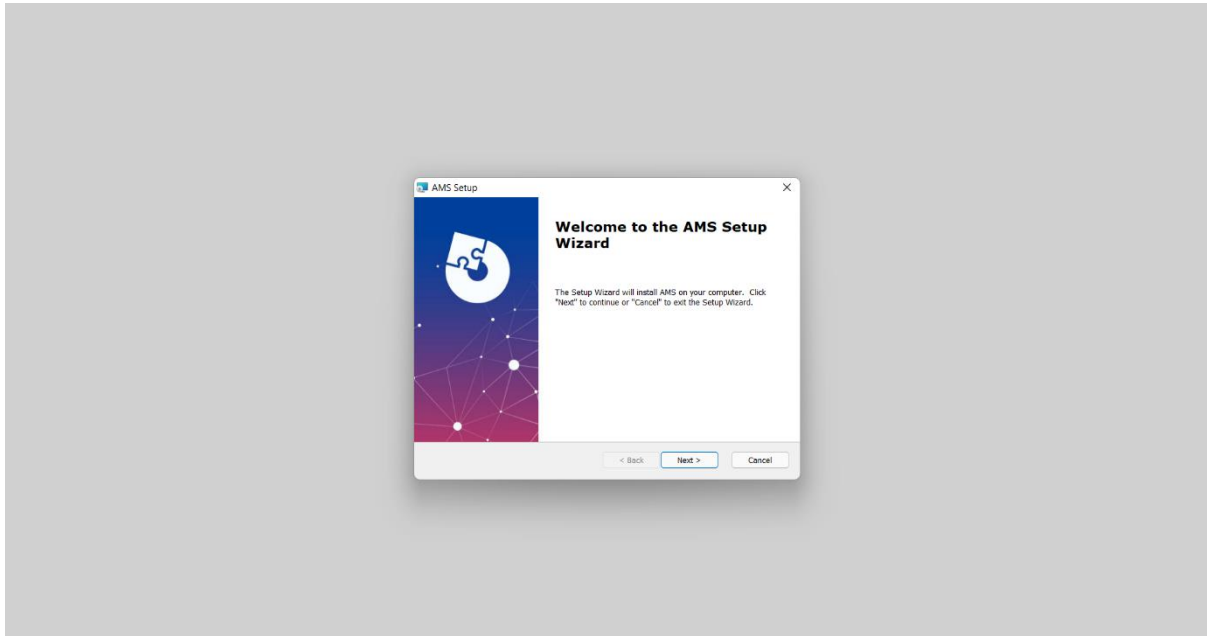 AMS Setup
Welcome to the AMS Setup
Wizard
The Setup Wizard will install AMS on your computer. Click
"Next" to continue or "Cancel" to exit the Setup Wizard.
< Back Next > Cancel